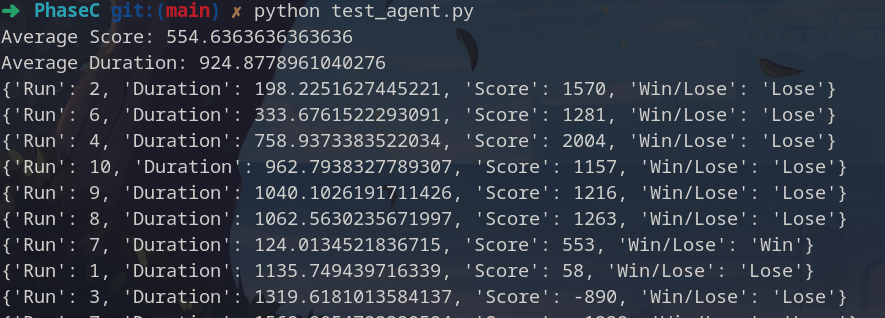 ➜ PhaseC git:(main) ✗ python test_agent.py
Average Score: 554.6363636363636
Average Duration: 924.8778961040276
{'Run': 2, 'Duration': 198.2251627445221, 'Score': 1570, 'Win/Lose': 'Lose'}
{'Run': 6, 'Duration': 333.6761522293091, 'Score': 1281, 'Win/Lose': 'Lose'}
{'Run': 4, 'Duration': 758.9373383522034, 'Score': 2004, 'Win/Lose': 'Lose'}
{'Run': 10, 'Duration': 962.7938327789307, 'Score': 1157, 'Win/Lose': 'Lose'}
{'Run': 9, 'Duration': 1040.1026191711426, 'Score': 1216, 'Win/Lose': 'Lose'}
{'Run': 8, 'Duration': 1062.5630235671997, 'Score': 1263, 'Win/Lose': 'Lose'}
{'Run': 7, 'Duration': 124.0134521836715, 'Score': 553, 'Win/Lose': 'Win'}
{'Run': 1, 'Duration': 1135.749439716339, 'Score': 58, 'Win/Lose': 'Lose'}
{'Run': 3, 'Duration': 1319.6181013584137, 'Score': -890, 'Win/Lose': 'Lose'}